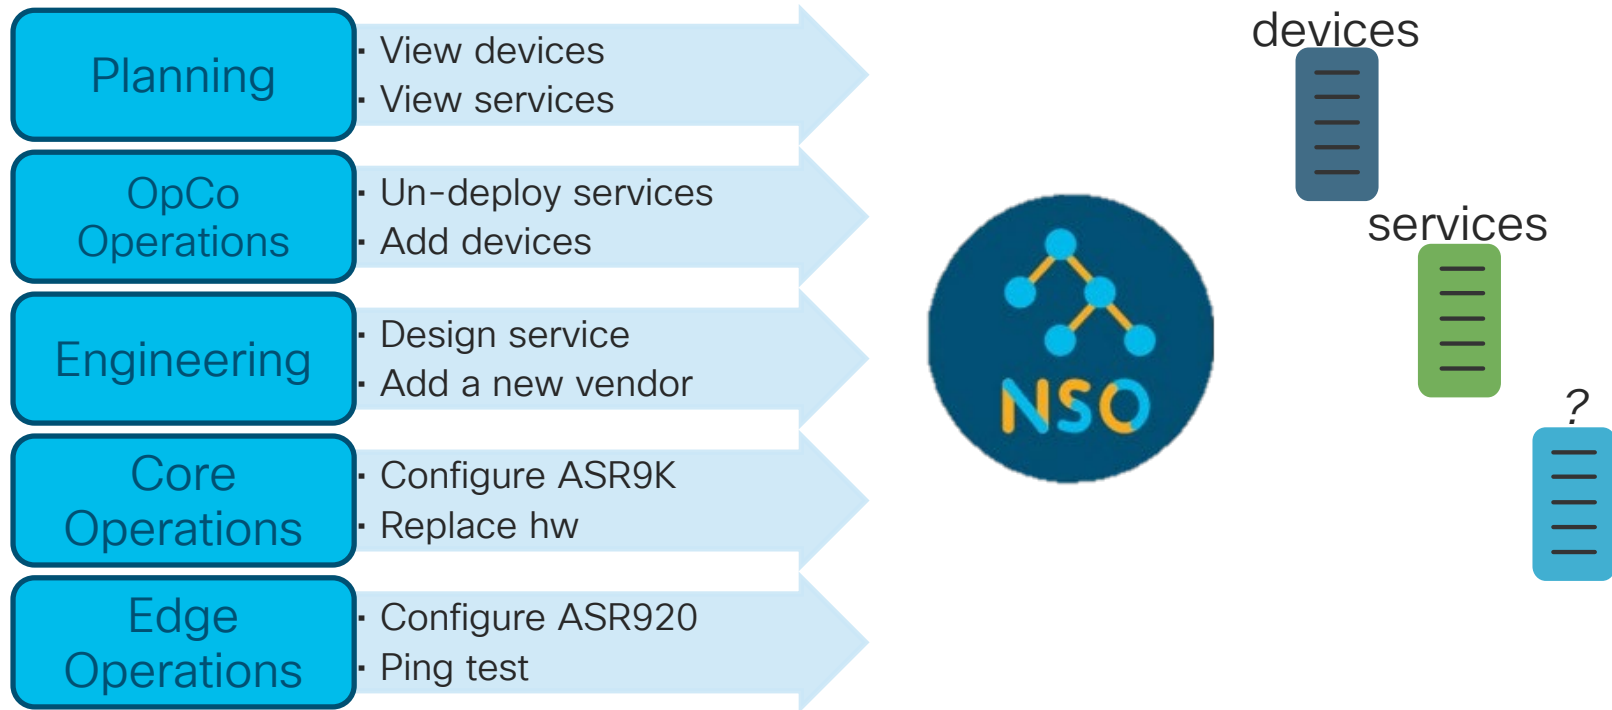 Planning
· View devices
· View services
OpCo
Operations
· Un-deploy services
· Add devices
Engineering
· Design service
· Add a new vendor
Core
Operations
· Configure ASR9K
· Replace hw
Edge
Operations
· Configure ASR920
· Ping test
NSO
devices
services
?